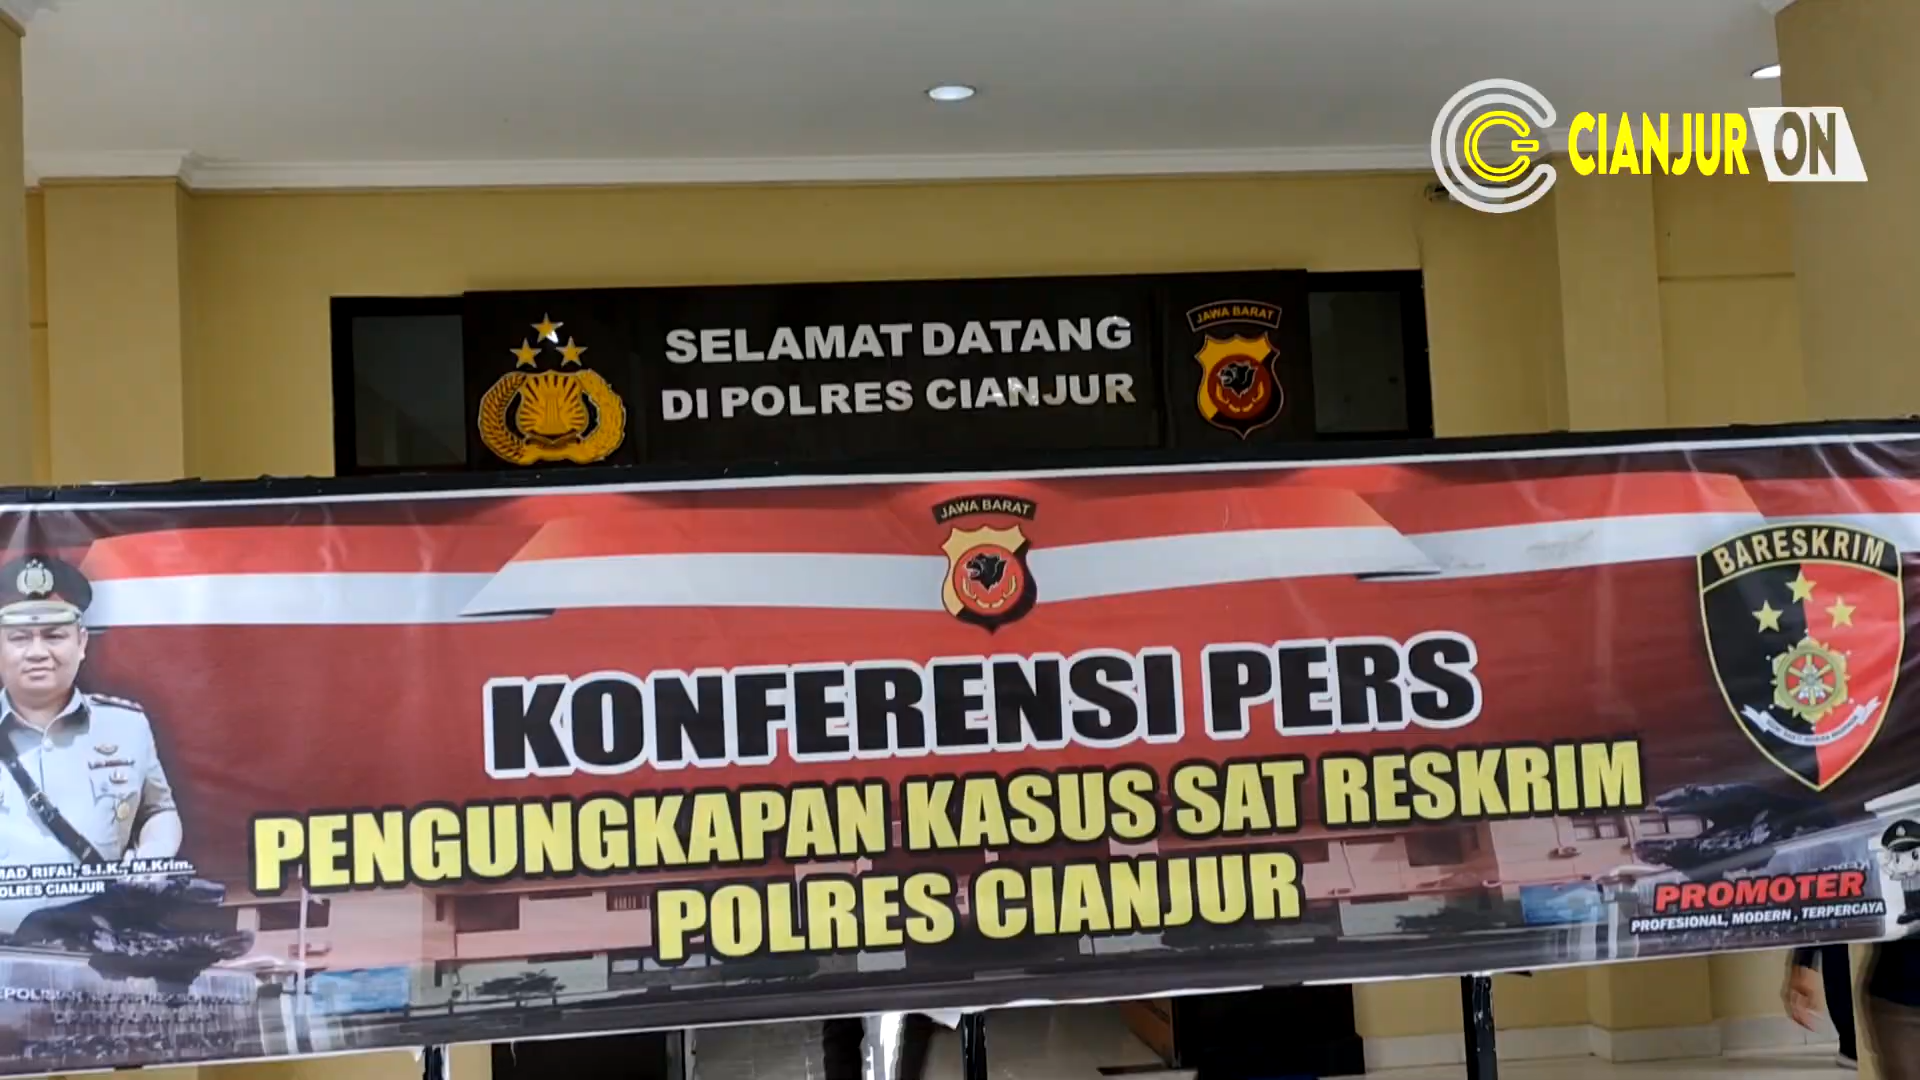 CIANJUR ON
SELAMAT DATANG
DI POLRES CIANJUR
JAWA BARAT
JAWA BARAT
BARESKRIM
KONFERENSI PERS
PENGUNGKAPAN KASUS SAT RESKRIM
POLRES CIANJUR
MAD RIFAI, S.I.K., M.Krim.
OLRES CIANJUR
PROMOTER
PROFESIONAL, MODERN , TERPERCAYA